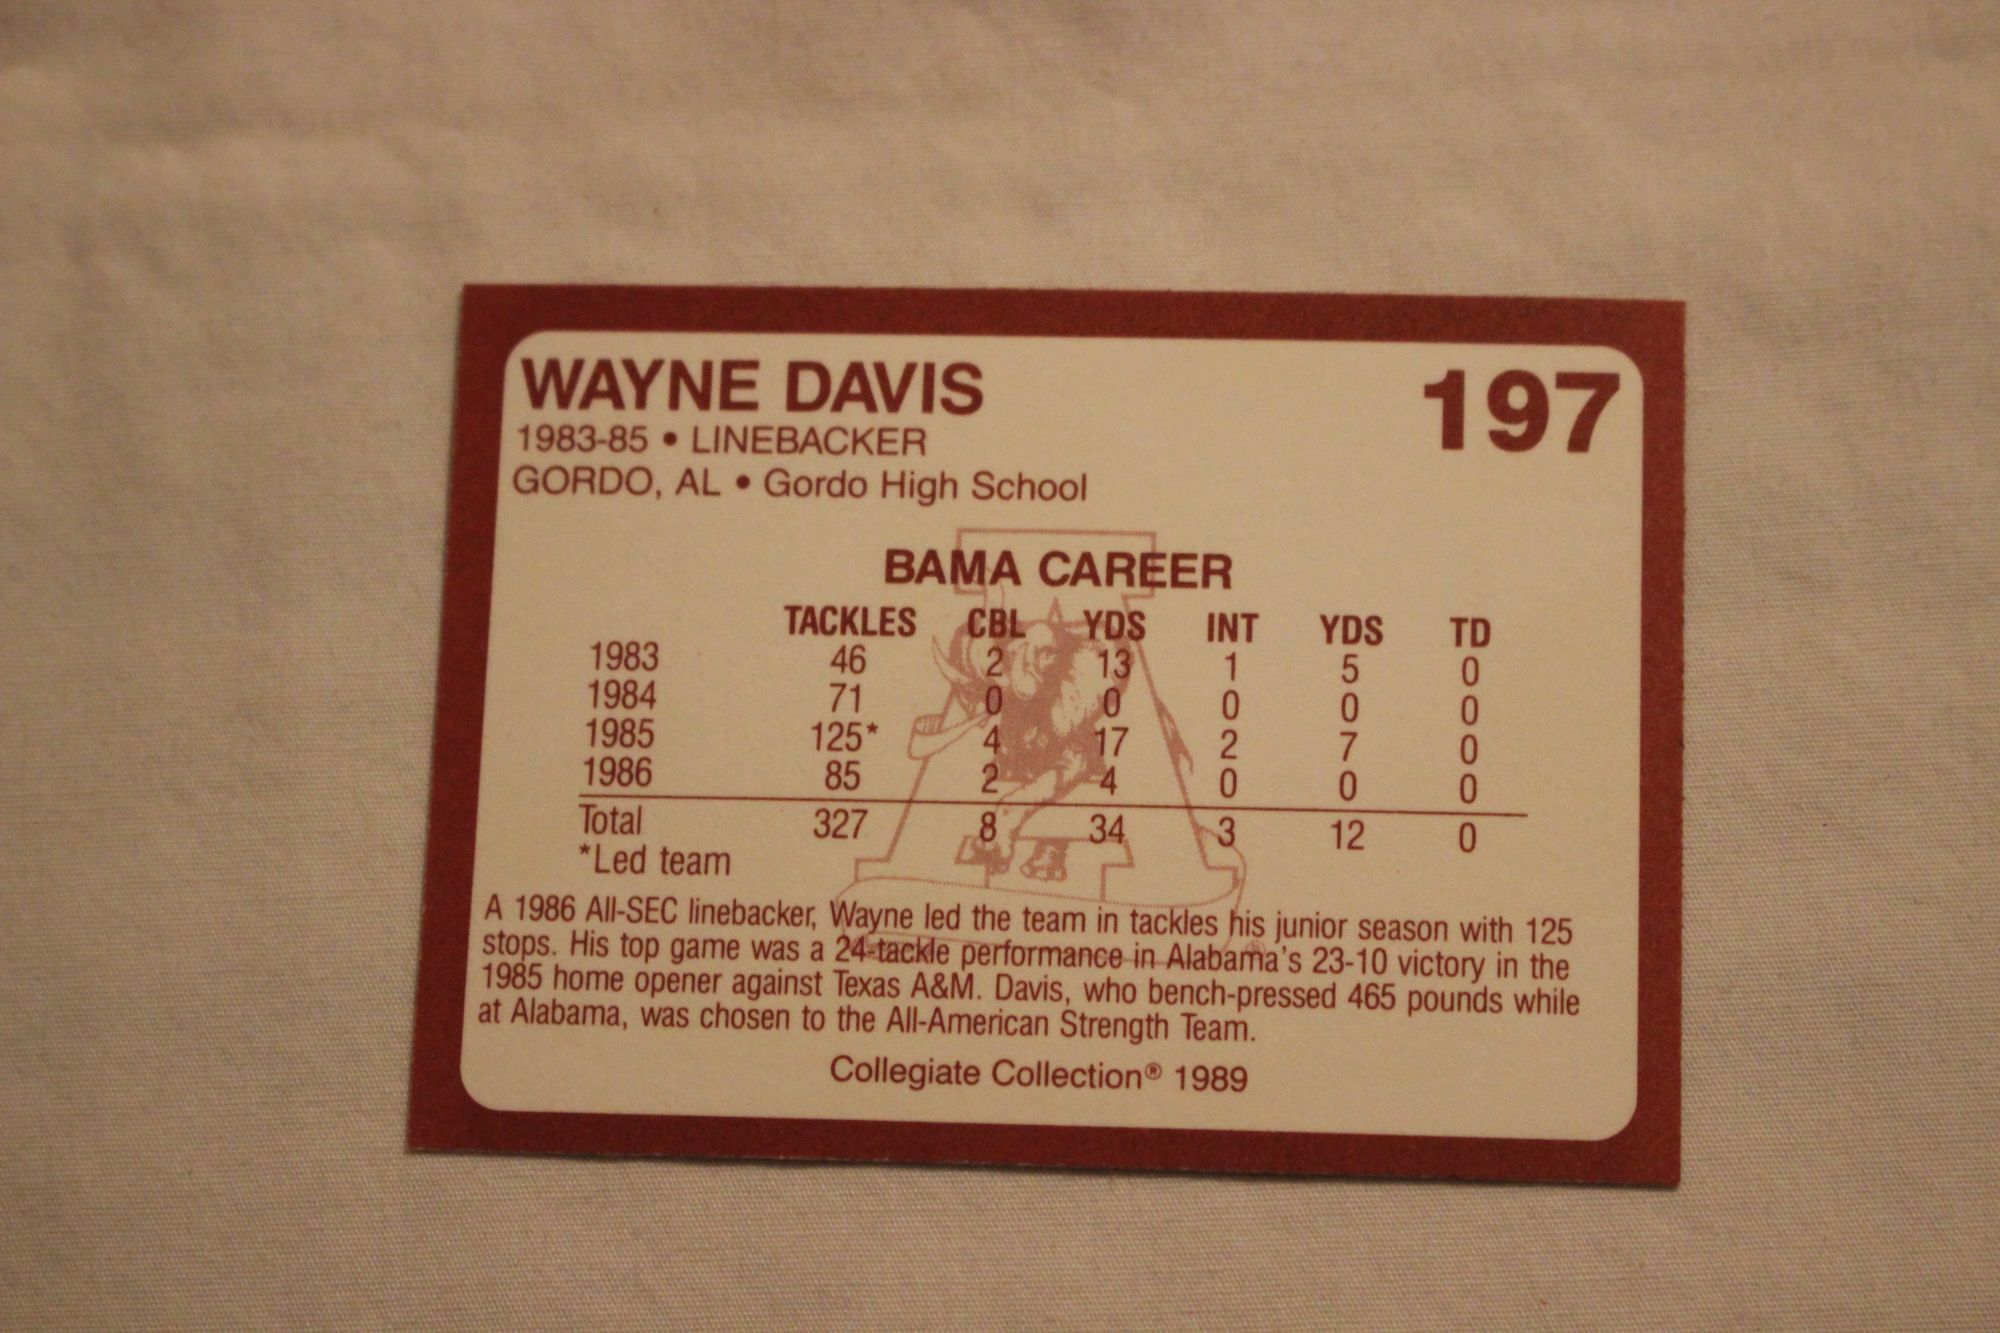 WAYNE DAVIS 197
1983-85 • LINEBACKER
GORDO, AL • Gordo High School
BAMA CAREER
TACKLES CBL YDS INT YDS TD
1983 46 2 13 1 5 0
1984 71 0 0 0 0 0
1985 125* 4 17 2 7 0
1986 85 2 4 0 0 0
Total 327 8 34 3 12 0
*Led team
A 1986 All-SEC linebacker, Wayne led the team in tackles his junior season with 125
stops. His top game was a 24-tackle performance in Alabama's 23-10 victory in the
1985 home opener against Texas A&M. Davis, who bench-pressed 465 pounds while
at Alabama, was chosen to the All-American Strength Team.
Collegiate Collection® 1989